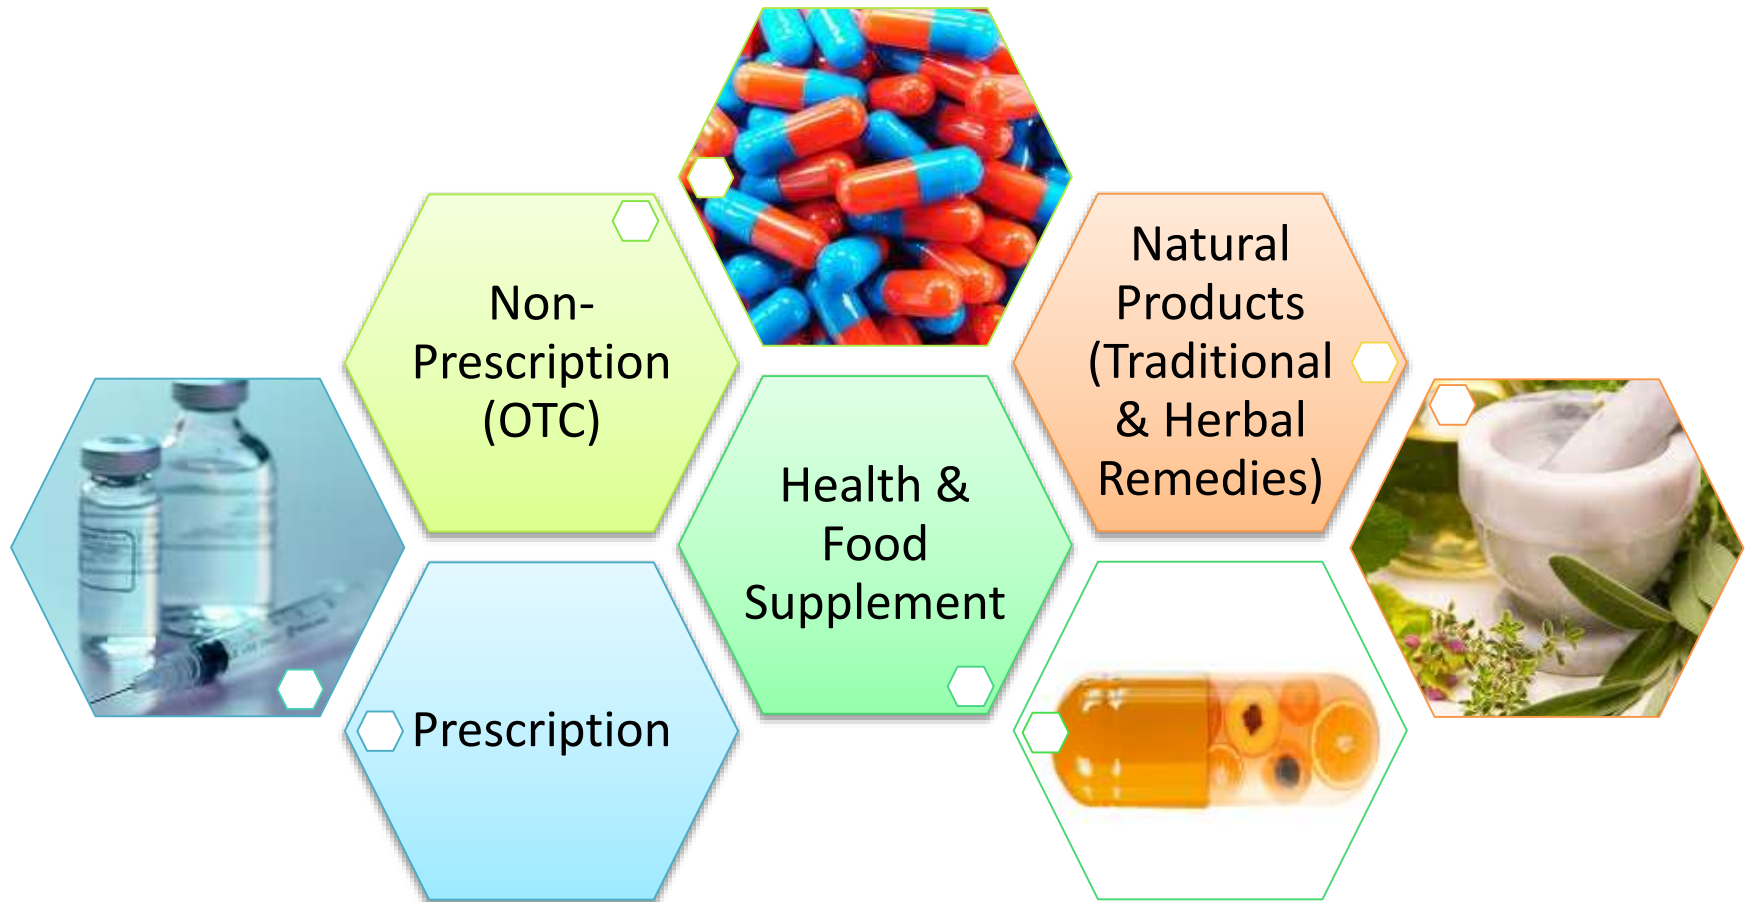 Non-
Prescription
(OTC)
Natural
Products
(Traditional
& Herbal
Remedies)
Health &
Food
Supplement
Prescription